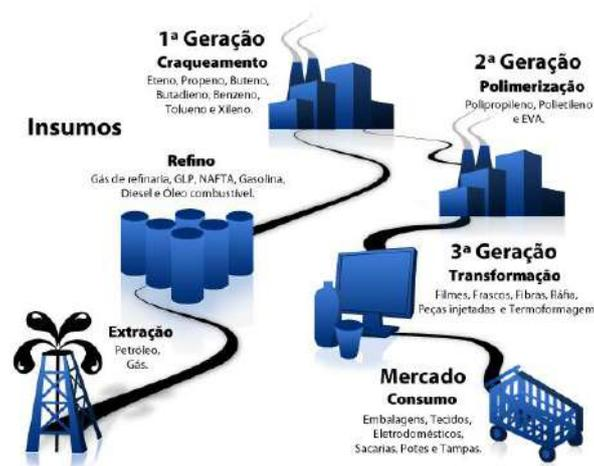 1ª Geração
Craqueamento
Eteno, Propeno, Buteno,
Butadieno, Benzeno,
Tolueno e Xileno.
2ª Geração
Polimerização
Polipropileno, Polietileno
e EVA.
Insumos
Refino
Gás de refinaria, GLP, NAFTA, Gasolina,
Diesel e Óleo combustível.
3ª Geração
Transformação
Filmes, Frascos, Fibras, Ráfia,
Peças injetadas e Termoformagem
Extração
Petróleo,
Gás.
Mercado
Consumo
Embalagens, Tecidos,
Eletrodomésticos,
Sacarias, Potes e Tampas.